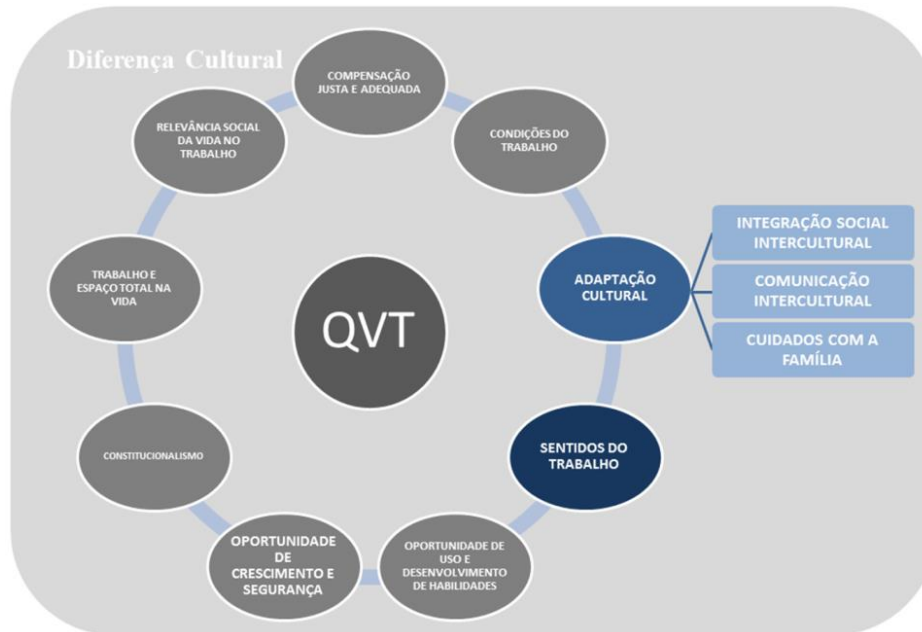 Diferença Cultural
COMPENSAÇÃO
JUSTA E ADEQUADA
CONDIÇÕES DO
TRABALHO
ADAPTAÇÃO
CULTURAL
INTEGRAÇÃO SOCIAL
INTERCULTURAL
COMUNICAÇÃO
INTERCULTURAL
CUIDADOS COM A
FAMÍLIA
SENTIDOS DO
TRABALHO
OPORTUNIDADE DE
USO E
DESENVOLVIMENTO
DE HABILIDADES
OPORTUNIDADE
DE
CRESCIMENTO E
SEGURANÇA
CONSTITUCIONALISMO
TRABALHO E
ESPAÇO TOTAL NA
VIDA
RELEVÂNCIA SOCIAL
DA VIDA NO
TRABALHO
QVT